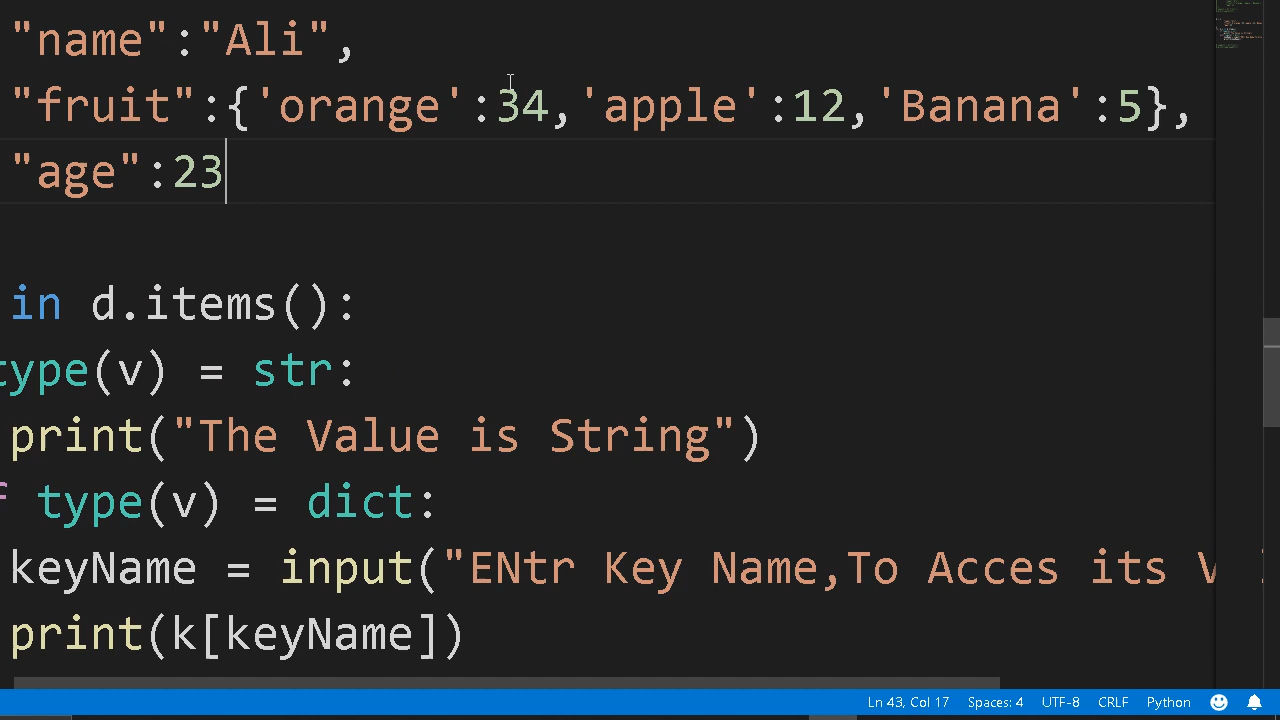 "name":"Ali",
"fruit":{'orange':34,'apple':12,'Banana':5},
"age":23
in d.items():
type(v) = str:
print("The Value is String")
f type(v) = dict:
keyName = input("ENtr Key Name,To Acces its V
print(k[keyName])
Ln 43, Col 17 Spaces: 4 UTF-8 CRLF Python